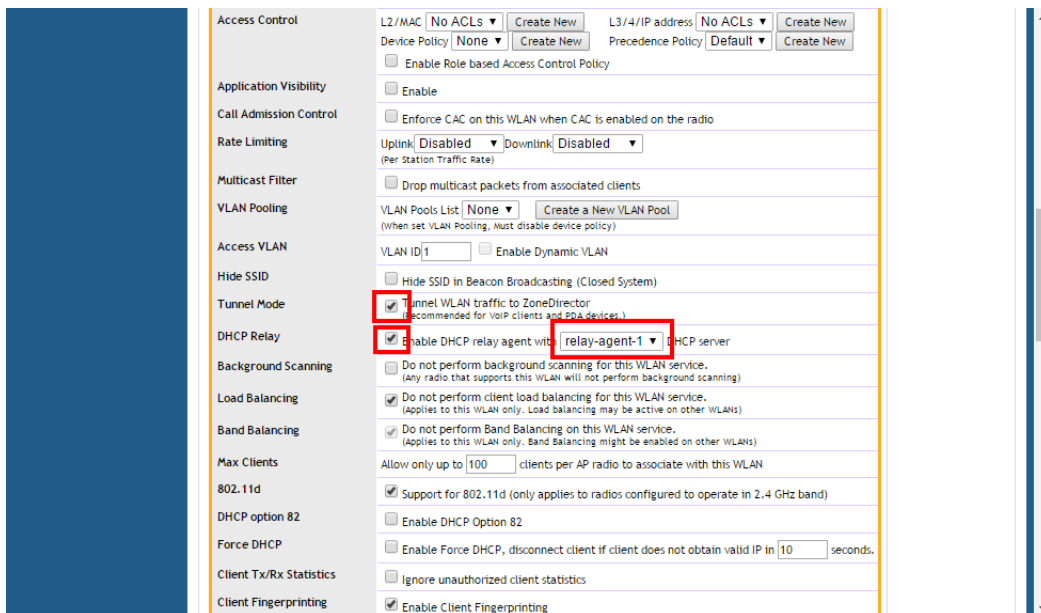 Access Control
L2/MAC No ACLs ▼ Create New L3/4/IP address No ACLs ▼ Create New
Device Policy None ▼ Create New Precedence Policy Default ▼ Create New
Enable Role based Access Control Policy
Application Visibility
Enable
Call Admission Control
Enforce CAC on this WLAN when CAC is enabled on the radio
Rate Limiting
Uplink Disabled ▼ Downlink Disabled ▼
(Per Station Traffic Rate)
Multicast Filter
Drop multicast packets from associated clients
VLAN Pooling
VLAN Pools List None ▼ Create a New VLAN Pool
(When set VLAN Pooling, Must disable device policy)
Access VLAN
VLAN ID 1 Enable Dynamic VLAN
Hide SSID
Hide SSID in Beacon Broadcasting (Closed System)
Tunnel Mode
Tunnel WLAN traffic to ZoneDirector
(Recommended for VoIP clients and PDA devices.)
DHCP Relay
Enable DHCP relay agent with relay-agent-1 ▼ DHCP server
Background Scanning
Do not perform background scanning for this WLAN service.
(Any radio that supports this WLAN will not perform background scanning)
Load Balancing
Do not perform client load balancing for this WLAN service.
(Applies to this WLAN only. Load balancing may be active on other WLANs)
Band Balancing
Do not perform Band Balancing on this WLAN service.
(Applies to this WLAN only. Band Balancing might be enabled on other WLANs)
Max Clients
Allow only up to 100 clients per AP radio to associate with this WLAN
802.11d
Support for 802.11d (only applies to radios configured to operate in 2.4 GHz band)
DHCP option 82
Enable DHCP Option 82
Force DHCP
Enable Force DHCP, disconnect client if client does not obtain valid IP in 10 seconds.
Client Tx/Rx Statistics
Ignore unauthorized client statistics
Client Fingerprinting
Enable Client Fingerprinting